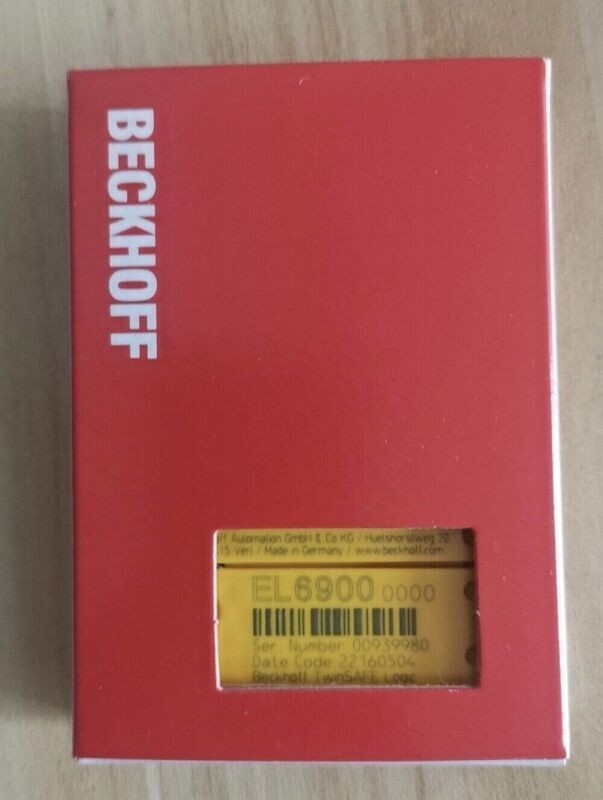 BECKHOFF
ff Automation GmbH & Co KG / Huelshorstweg 20
15 Verl / Made in Germany / www.beckhoff.com
EL6900 0000
Ser. Number: 00939980
Date Code 22160504
Beckhoff TwinSAFE Logic